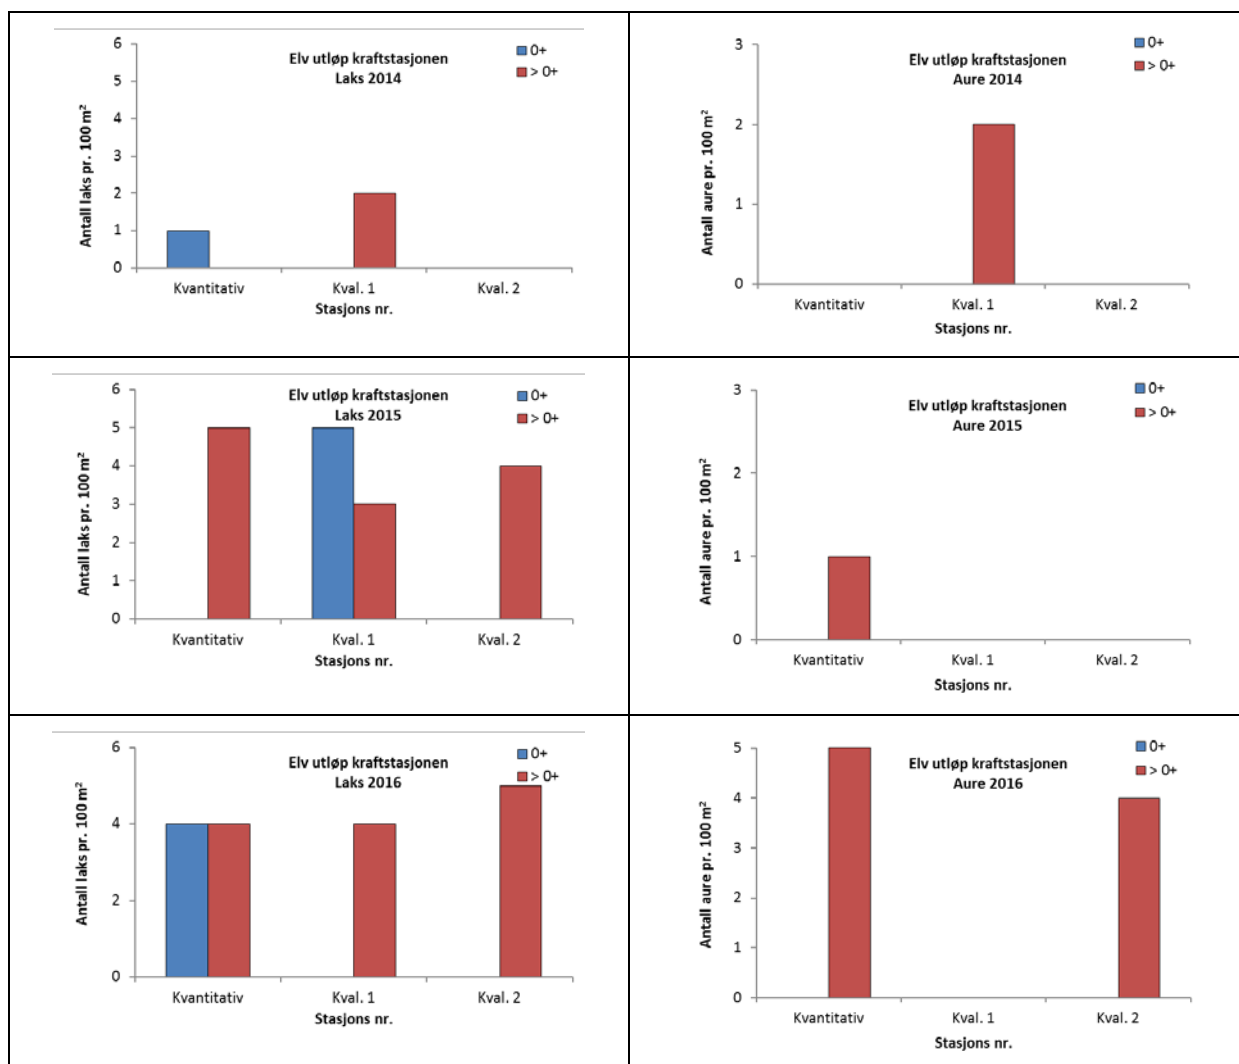 Elv utløp kraftstasjonen
Laks 2014
0+
> 0+
Antall laks pr. 100 m²
6
5
4
3
2
1
0
Kvantitativ Kval. 1 Kval. 2
Stasjons nr.
Elv utløp kraftstasjonen
Aure 2014
0+
> 0+
Antall aure pr. 100 m²
3
2
1
0
Kvantitativ Kval. 1 Kval. 2
Stasjons nr.
Elv utløp kraftstasjonen
Laks 2015
0+
> 0+
Antall laks pr. 100 m²
6
5
4
3
2
1
0
Kvantitativ Kval. 1 Kval. 2
Stasjons nr.
Elv utløp kraftstasjonen
Aure 2015
0+
> 0+
Antall aure pr. 100 m²
3
2
1
0
Kvantitativ Kval. 1 Kval. 2
Stasjons nr.
Elv utløp kraftstasjonen
Laks 2016
0+
> 0+
Antall laks pr. 100 m²
6
4
2
0
Kvantitativ Kval. 1 Kval. 2
Stasjons nr.
Elv utløp kraftstasjonen
Aure 2016
0+
> 0+
Antall aure pr. 100 m²
5
4
3
2
1
0
Kvantitativ Kval. 1 Kval. 2
Stasjons nr.